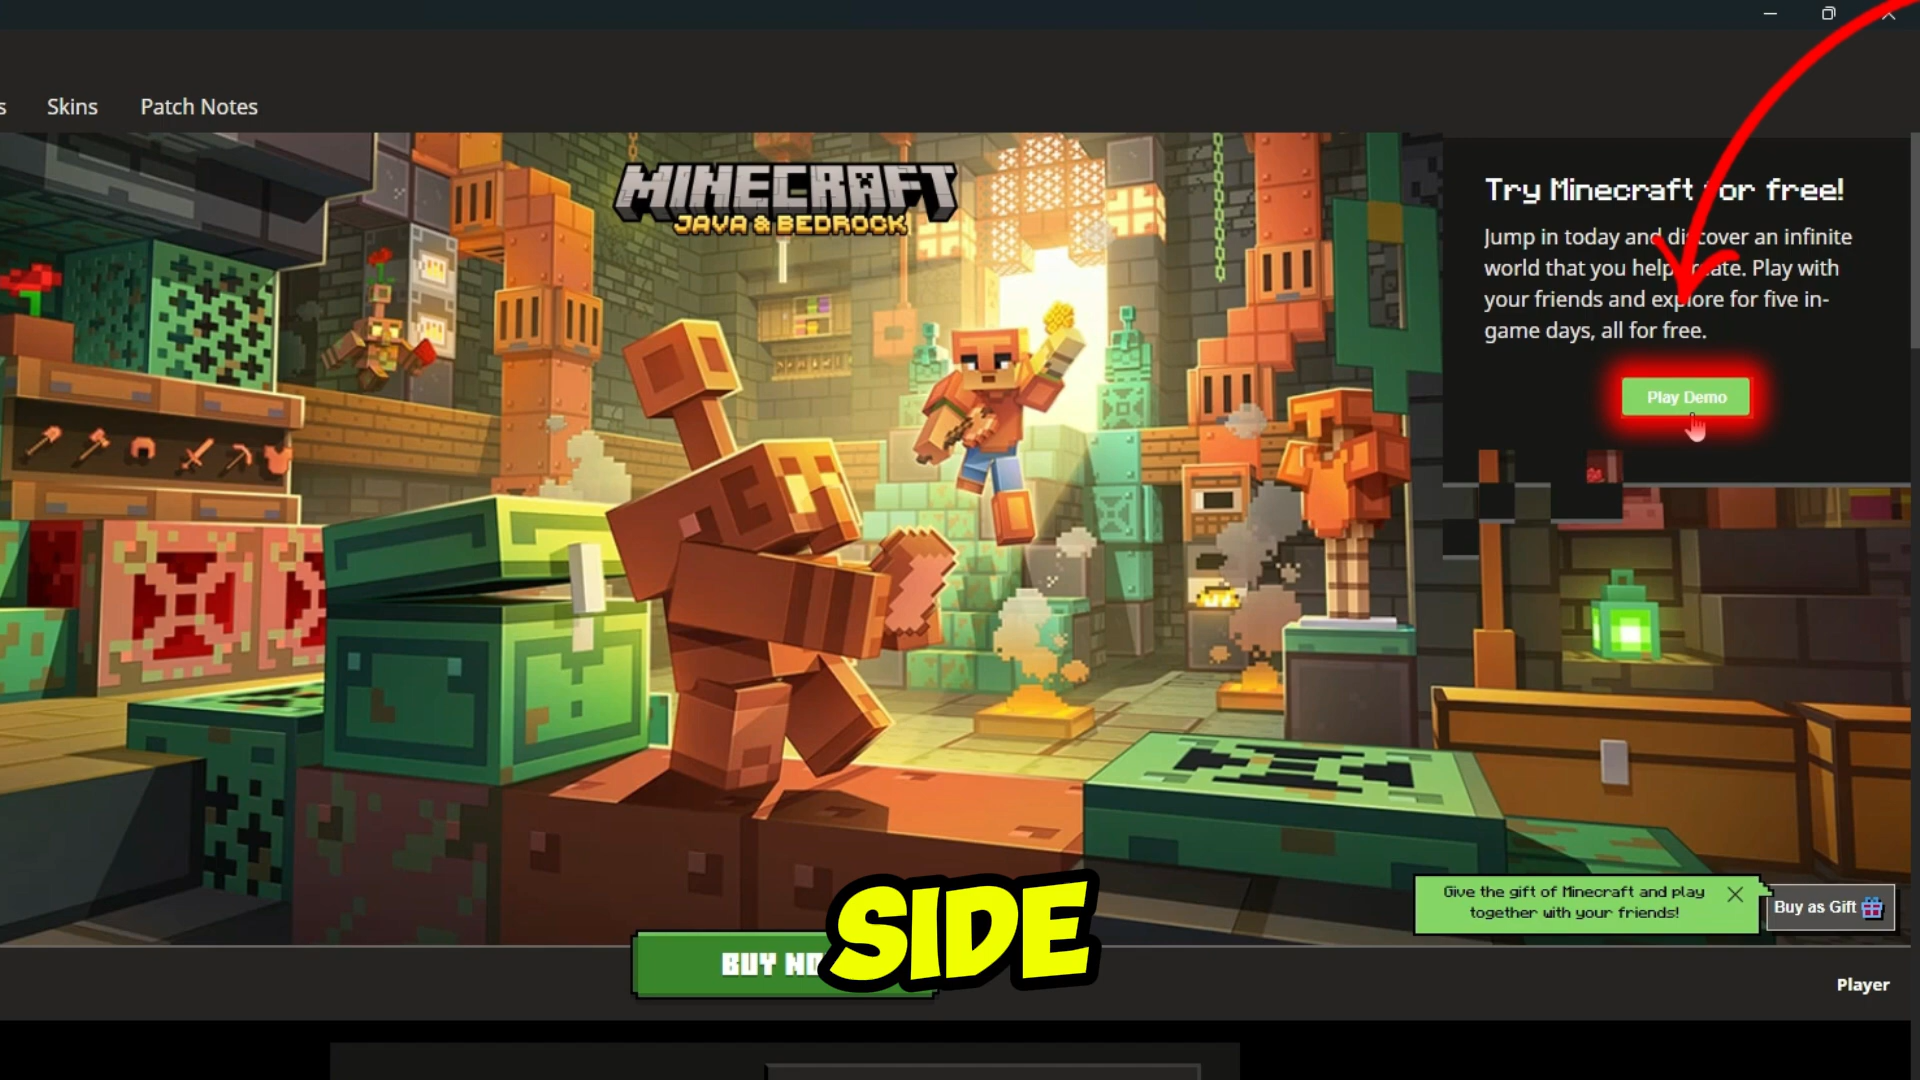 Skins Patch Notes
MINECRAFT
JAVA & BEDROCK
Try Minecraft for free!
Jump in today and discover an infinite
world that you help create. Play with
your friends and explore for five in-
game days, all for free.
Play Demo
Give the gift of Minecraft and play
together with your friends!
Buy as Gift
BUY
SIDE
Player